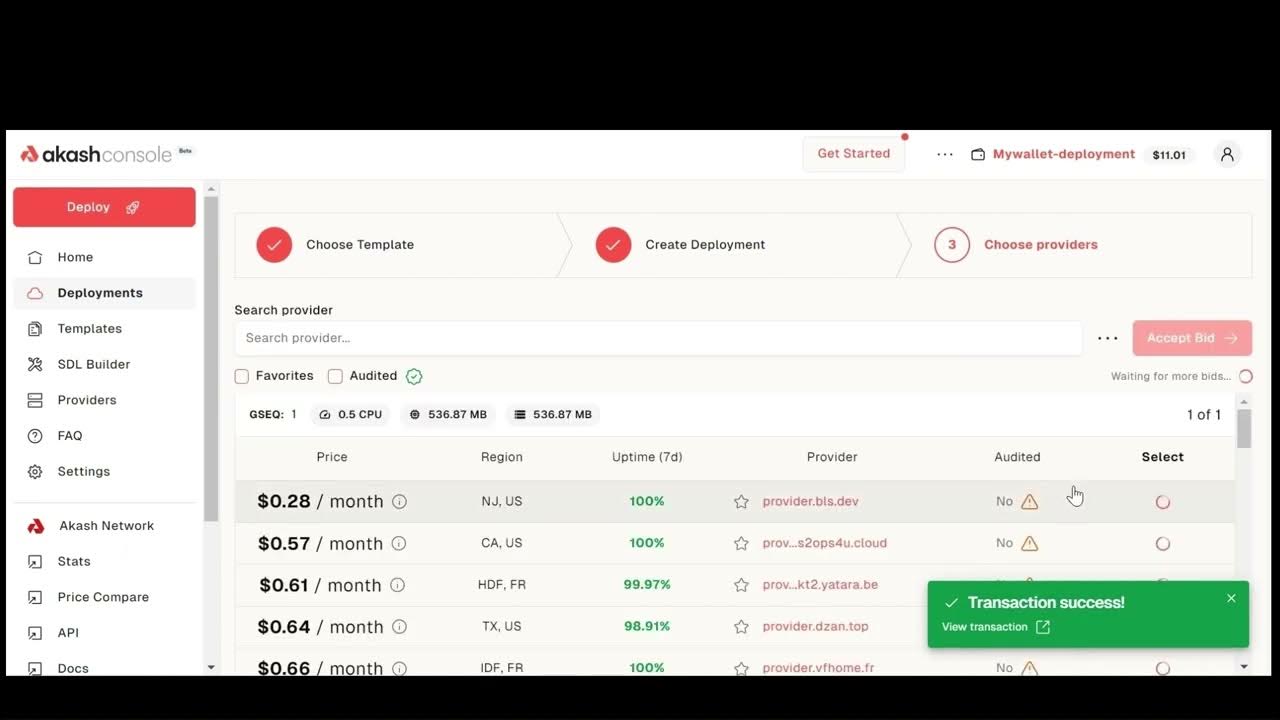 akashconsole Beta
Get Started
... Mywallet-deployment $11.01
Deploy
Home
Deployments
Templates
SDL Builder
Providers
FAQ
Settings
Akash Network
Stats
Price Compare
API
Docs
Choose Template
Create Deployment
3 Choose providers
Search provider
Search provider...
... Accept Bid
Favorites Audited
Waiting for more bids...
GSEQ: 1 0.5 CPU 536.87 MB 536.87 MB 1 of 1
Price Region Uptime (7d) Provider Audited Select
$0.28 / month NJ, US 100% provider.bls.dev No
$0.57 / month CA, US 100% prov...s2ops4u.cloud No
$0.61 / month HDF, FR 99.97% prov...kt2.yatara.be
$0.64 / month TX, US 98.91% provider.dzan.top
$0.66 / month IDF, FR 100% provider.vfhome.fr No
Transaction success!
View transaction